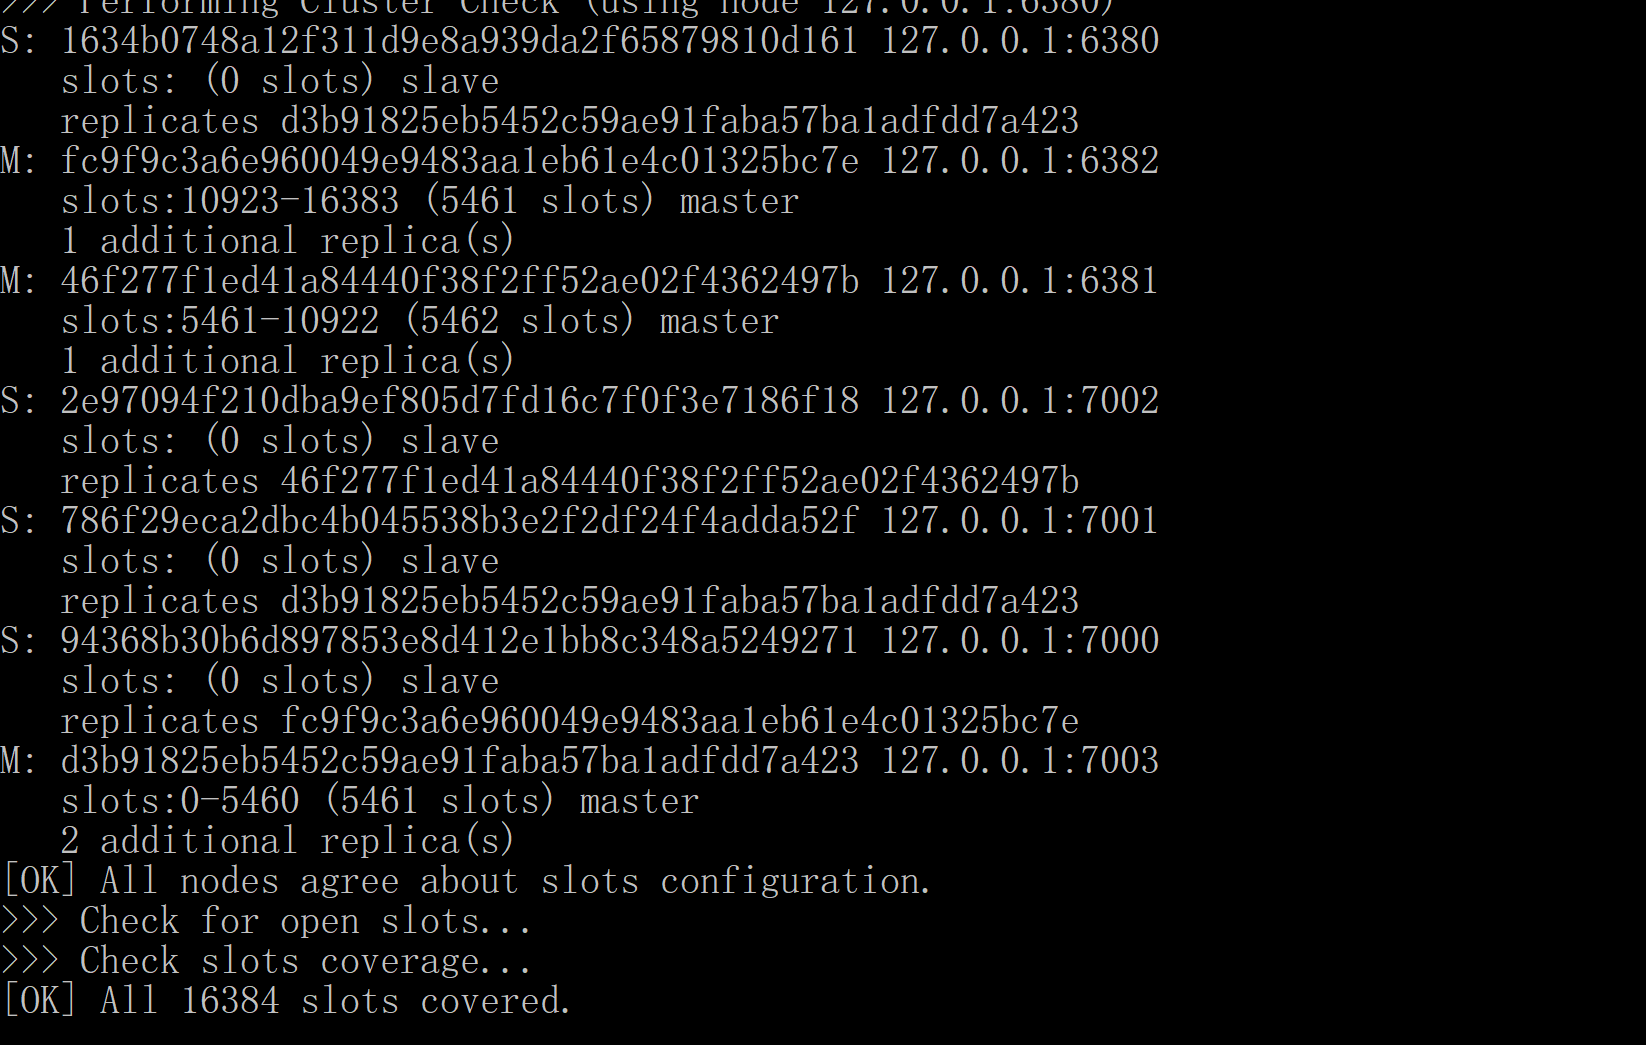 >>> Performing Cluster Check (using node 127.0.0.1:6380)
S: 1634b0748a12f311d9e8a939da2f65879810d161 127.0.0.1:6380
   slots: (0 slots) slave
   replicates d3b91825eb5452c59ae91faba57ba1adfdd7a423
M: fc9f9c3a6e960049e9483aa1eb61e4c01325bc7e 127.0.0.1:6382
   slots:10923-16383 (5461 slots) master
   1 additional replica(s)
M: 46f277f1ed41a84440f38f2ff52ae02f4362497b 127.0.0.1:6381
   slots:5461-10922 (5462 slots) master
   1 additional replica(s)
S: 2e97094f210dba9ef805d7fd16c7f0f3e7186f18 127.0.0.1:7002
   slots: (0 slots) slave
   replicates 46f277f1ed41a84440f38f2ff52ae02f4362497b
S: 786f29eca2dbc4b045538b3e2f2df24f4adda52f 127.0.0.1:7001
   slots: (0 slots) slave
   replicates d3b91825eb5452c59ae91faba57ba1adfdd7a423
S: 94368b30b6d897853e8d412e1bb8c348a5249271 127.0.0.1:7000
   slots: (0 slots) slave
   replicates fc9f9c3a6e960049e9483aa1eb61e4c01325bc7e
M: d3b91825eb5452c59ae91faba57ba1adfdd7a423 127.0.0.1:7003
   slots:0-5460 (5461 slots) master
   2 additional replica(s)
[OK] All nodes agree about slots configuration.
>>> Check for open slots...
>>> Check slots coverage...
[OK] All 16384 slots covered.